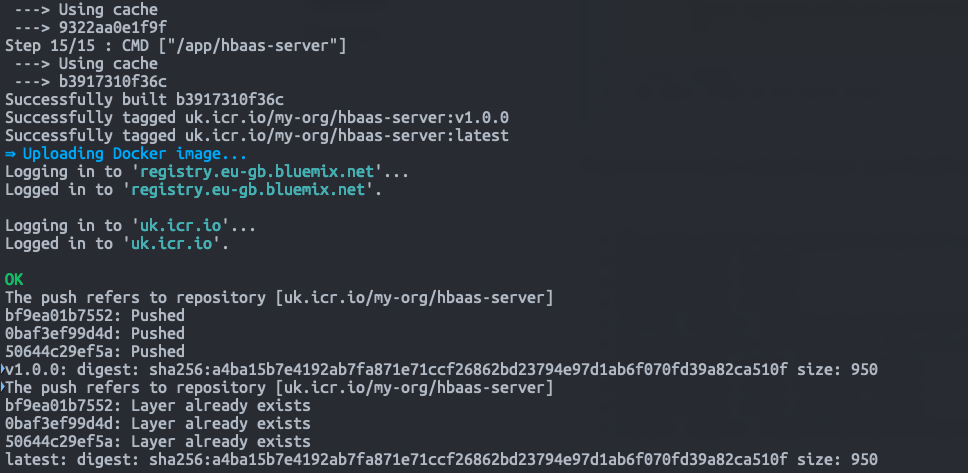 ---> Using cache
---> 9322aa0e1f9f
Step 15/15 : CMD ["/app/hbaas-server"]
---> Using cache
---> b3917310f36c
Successfully built b3917310f36c
Successfully tagged uk.icr.io/my-org/hbaas-server:v1.0.0
Successfully tagged uk.icr.io/my-org/hbaas-server:latest
⇒ Uploading Docker image...
Logging in to 'registry.eu-gb.bluemix.net'...
Logged in to 'registry.eu-gb.bluemix.net'.
Logging in to 'uk.icr.io'...
Logged in to 'uk.icr.io'.
OK
The push refers to repository [uk.icr.io/my-org/hbaas-server]
bf9ea01b7552: Pushed
0baf3ef99d4d: Pushed
50644c29ef5a: Pushed
v1.0.0: digest: sha256:a4ba15b7e4192ab7fa871e71ccf26862bd23794e97d1ab6f070fd39a82ca510f size: 950
The push refers to repository [uk.icr.io/my-org/hbaas-server]
bf9ea01b7552: Layer already exists
0baf3ef99d4d: Layer already exists
50644c29ef5a: Layer already exists
latest: digest: sha256:a4ba15b7e4192ab7fa871e71ccf26862bd23794e97d1ab6f070fd39a82ca510f size: 950